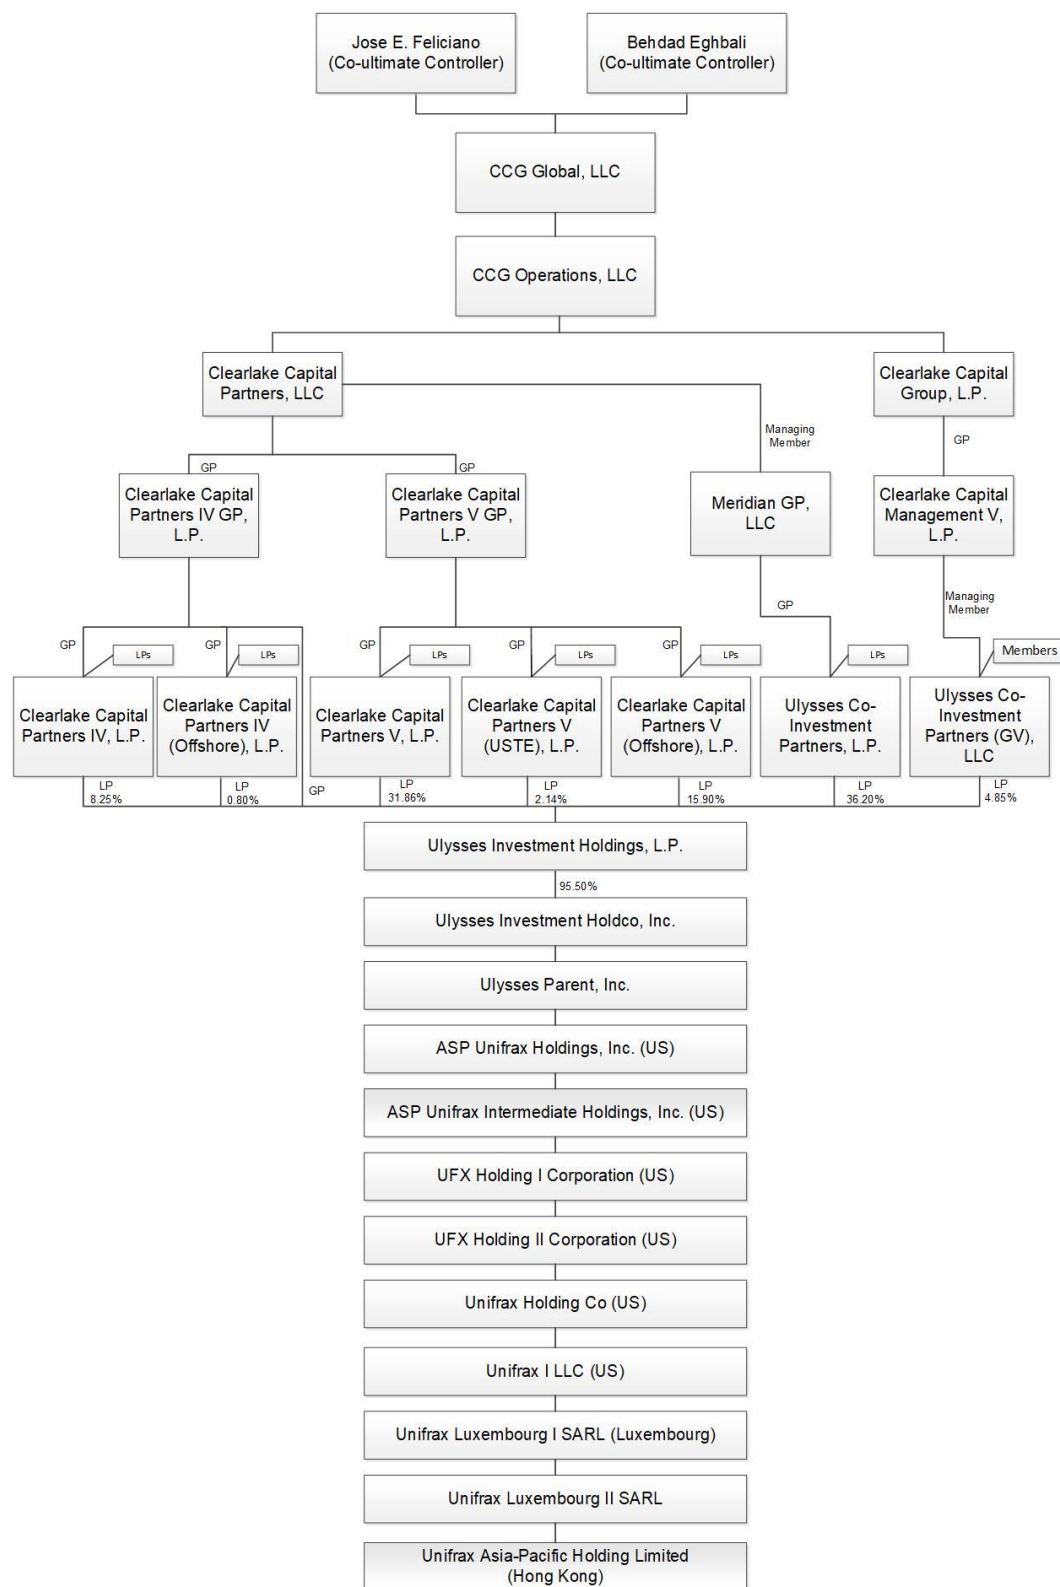 Jose E. Feliciano
(Co-ultimate Controller)
Behdad Eghbali
(Co-ultimate Controller)
CCG Global, LLC
CCG Operations, LLC
Clearlake Capital
Partners, LLC
Clearlake Capital
Group, L.P.
Managing
Member
GP
GP
GP
Clearlake Capital
Partners IV GP,
L.P.
Clearlake Capital
Partners V GP,
L.P.
Meridian GP,
LLC
Clearlake Capital
Management V,
L.P.
Managing
Member
GP
GP
GP
GP
GP
GP
LPs
LPs
LPs
LPs
LPs
LPs
Members
Clearlake Capital
Partners IV, L.P.
Clearlake Capital
Partners IV
(Offshore), L.P.
Clearlake Capital
Partners V, L.P.
Clearlake Capital
Partners V
(USTE), L.P.
Clearlake Capital
Partners V
(Offshore), L.P.
Ulysses Co-
Investment
Partners, L.P.
Ulysses Co-
Investment
Partners (GV),
LLC
LP
8.25%
LP
0.80%
GP
LP
31.86%
LP
2.14%
LP
15.90%
LP
36.20%
LP
4.85%
Ulysses Investment Holdings, L.P.
95.50%
Ulysses Investment Holdco, Inc.
Ulysses Parent, Inc.
ASP Unifrax Holdings, Inc. (US)
ASP Unifrax Intermediate Holdings, Inc. (US)
UFX Holding I Corporation (US)
UFX Holding II Corporation (US)
Unifrax Holding Co (US)
Unifrax I LLC (US)
Unifrax Luxembourg I SARL (Luxembourg)
Unifrax Luxembourg II SARL
Unifrax Asia-Pacific Holding Limited
(Hong Kong)